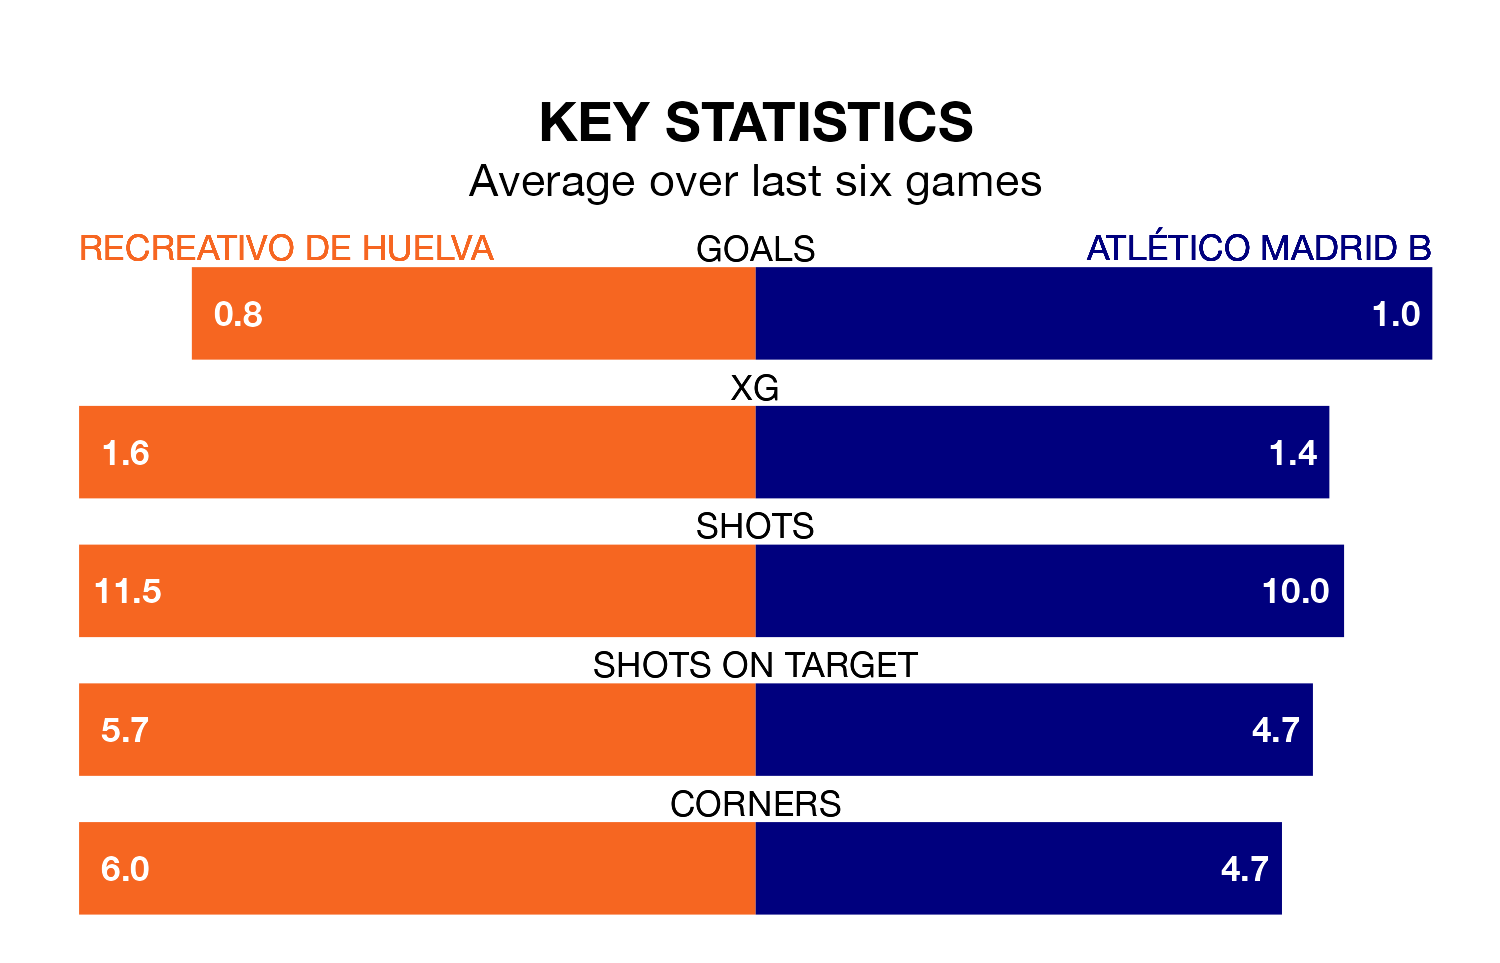 KEY STATISTICS
Average over last six games
RECREATIVO DE HUELVA GOALS ATLÉTICO MADRID B
0.8 1.0
XG
1.6 1.4
SHOTS
11.5 10.0
SHOTS ON TARGET
5.7 4.7
CORNERS
6.0 4.7